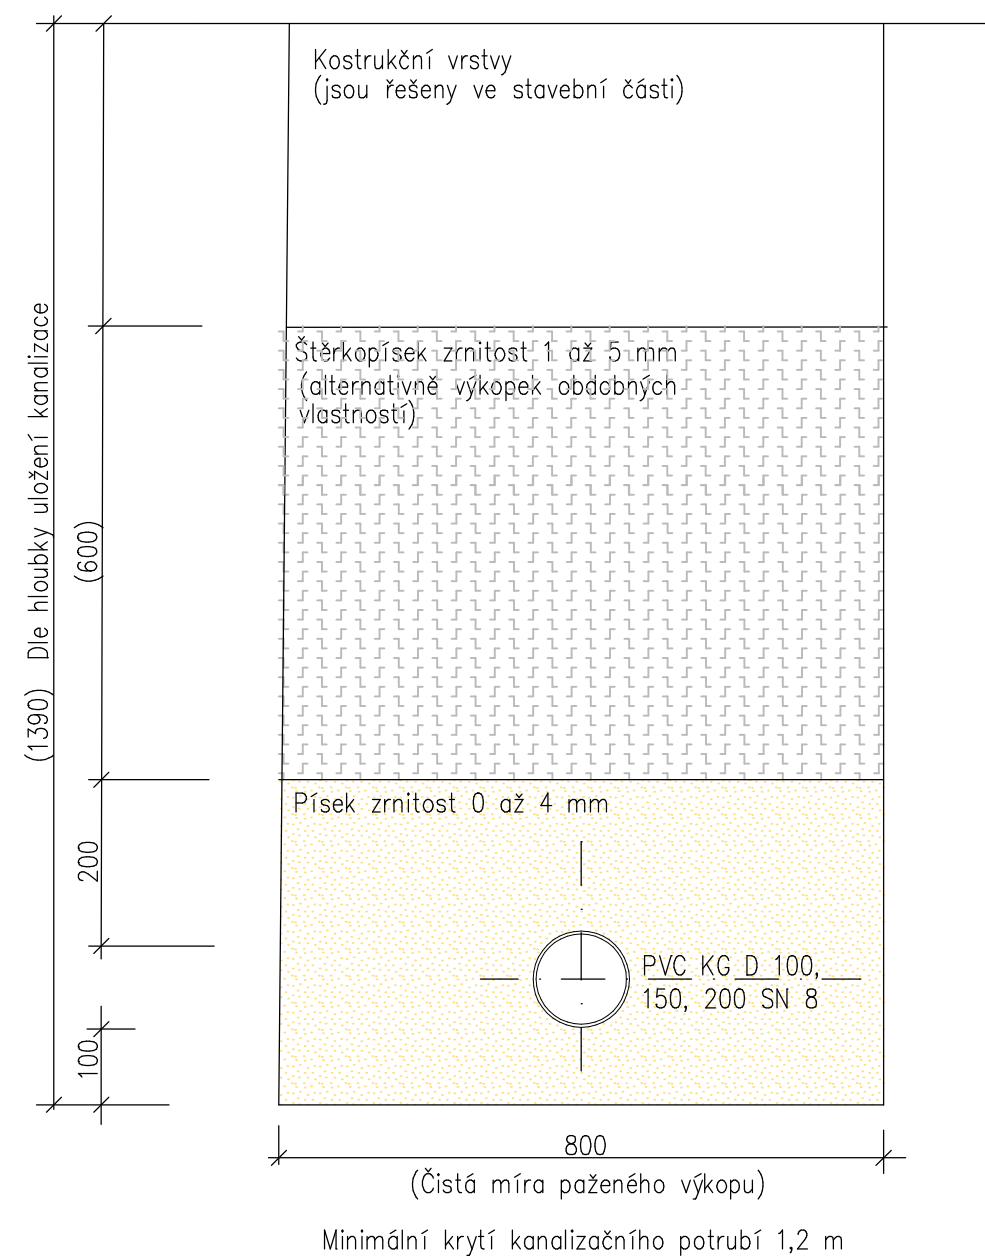 Kostrukční vrstvy
(jsou řešeny ve stavební části)
Štěrkopísek zrnitost 1 až 5 mm
(alternativně výkopek obdobných
vlastností)
(1390) Dle hloubky uložení kanalizace
(600)
Písek zrnitost 0 až 4 mm
200
PVC KG D 100,
150, 200 SN 8
100
800
(Čistá míra paženého výkopu)
Minimální krytí kanalizačního potrubí 1,2 m